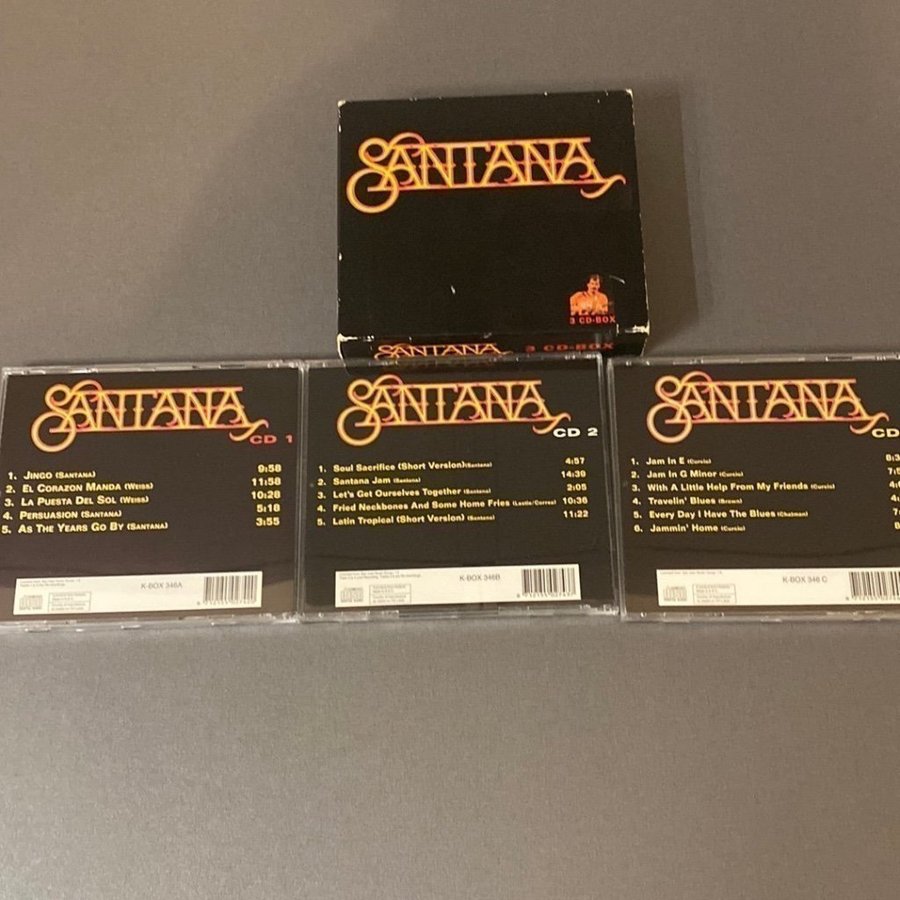 SANTANA
3 CD-BOX
SANTANA 3 CD-BOX
SANTANA
CD 1
1. JINGO (SANTANA) 9:58
2. EL CORAZON MANDA (WEISS) 11:58
3. LA PUESTA DEL SOL (WEISS) 10:28
4. PERSUASION (SANTANA) 5:18
5. AS THE YEARS GO BY (SANTANA) 3:55
K-BOX 346A
SANTANA
CD 2
1. Soul Sacrifice (Short Version)(Santana) 4:57
2. Santana Jam (Santana) 14:39
3. Let's Get Ourselves Together (Santana) 2:05
4. Fried Neckbones And Some Home Fries (Lastie/Correa) 10:36
5. Latin Tropical (Short Version) (Santana) 11:22
K-BOX 346B
SANTANA
CD
1. Jam In E (Curcio) 8:3
2. Jam in G Minor (Curcio)
3. With A Little Help From My Friends (Curcio)
4. Travelin' Blues (Brown)
5. Every Day I Have The Blues (Chatman)
6. Jammin' Home (Curcio)
K-BOX 346 C